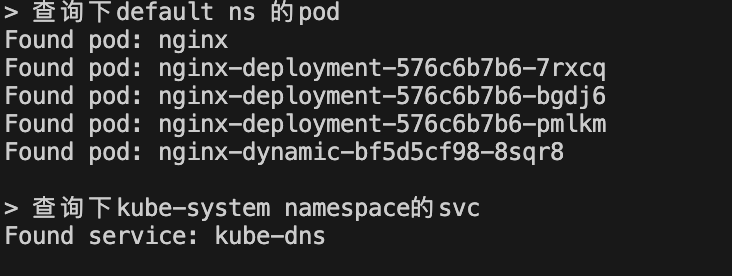 > 查询下default ns 的pod
Found pod: nginx
Found pod: nginx-deployment-576c6b7b6-7rxcq
Found pod: nginx-deployment-576c6b7b6-bgdj6
Found pod: nginx-deployment-576c6b7b6-pmlkm
Found pod: nginx-dynamic-bf5d5cf98-8sqr8
> 查询下kube-system namespace的svc
Found service: kube-dns